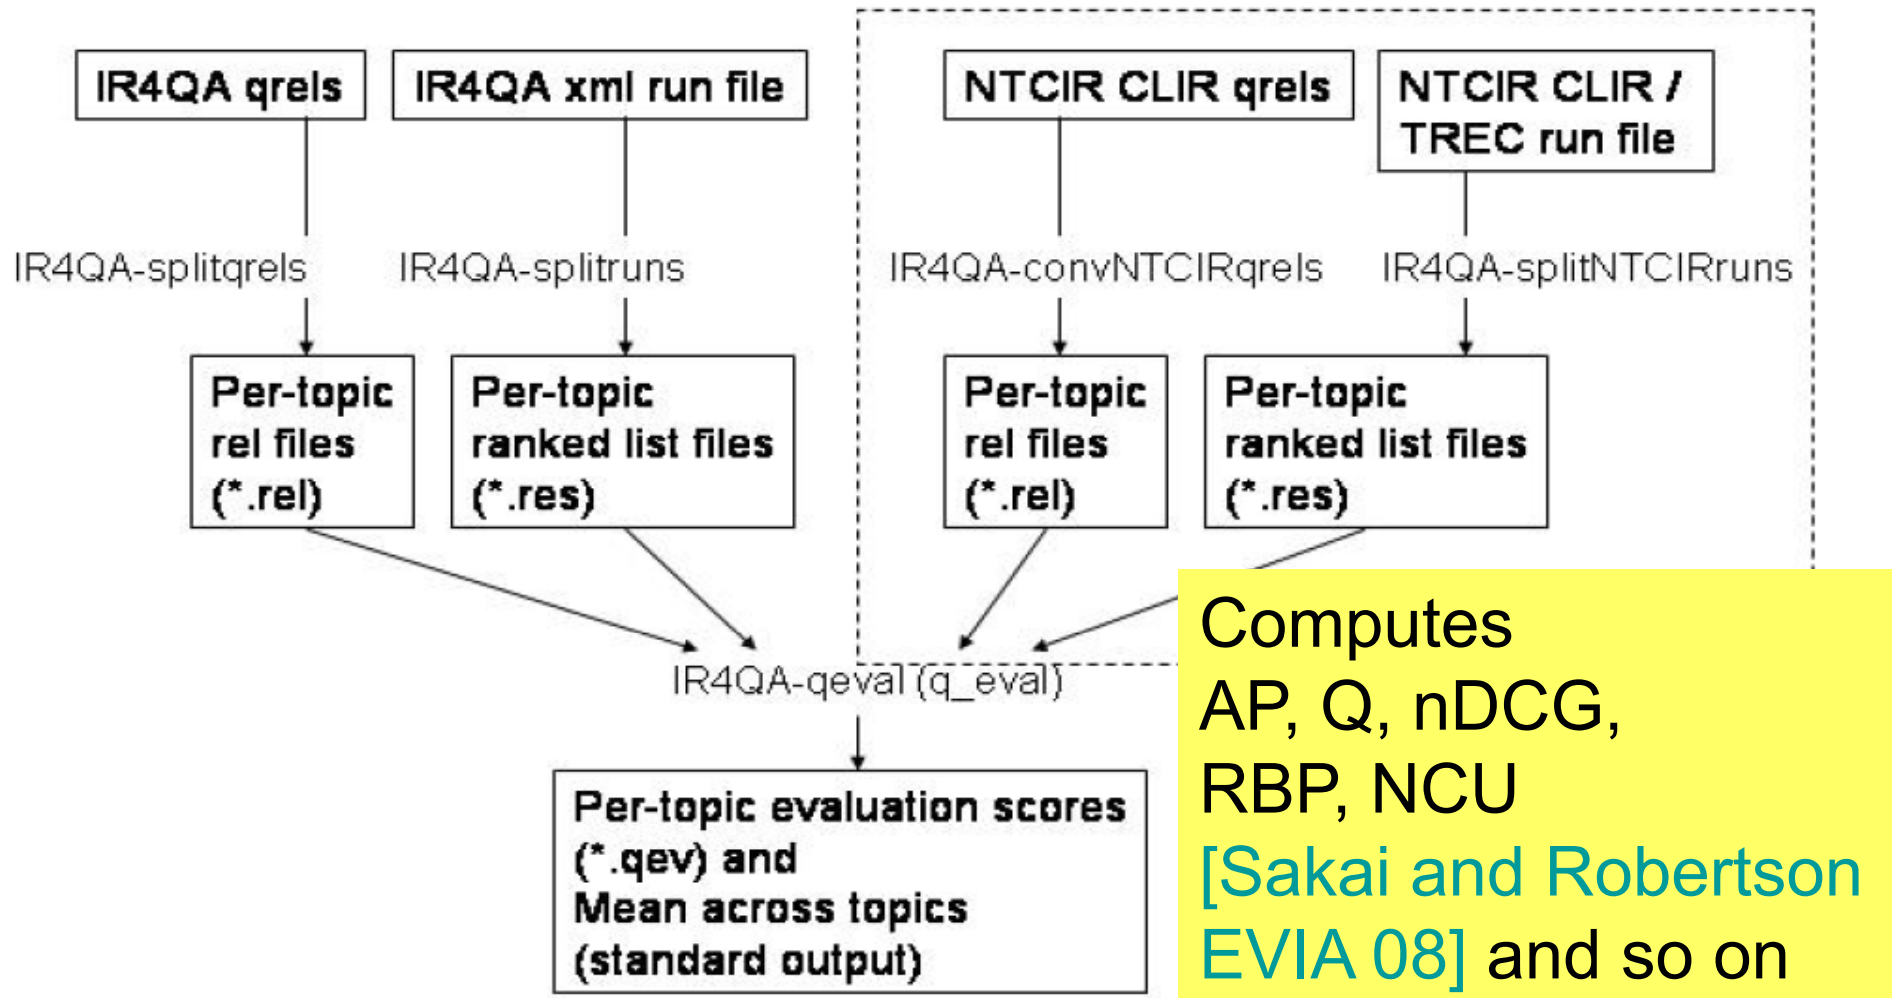 IR4QA qrels
IR4QA xml run file
NTCIR CLIR qrels
NTCIR CLIR /
TREC run file
IR4QA-splitqrels
IR4QA-splitruns
IR4QA-convNTCIRqrels
IR4QA-splitNTCIRruns
Per-topic
rel files
(*.rel)
Per-topic
ranked list files
(*.res)
Per-topic
rel files
(*.rel)
Per-topic
ranked list files
(*.res)
IR4QA-qeval (q_eval)
Per-topic evaluation scores
(*.qev) and
Mean across topics
(standard output)
Computes
AP, Q, nDCG,
RBP, NCU
[Sakai and Robertson
EVIA 08] and so on